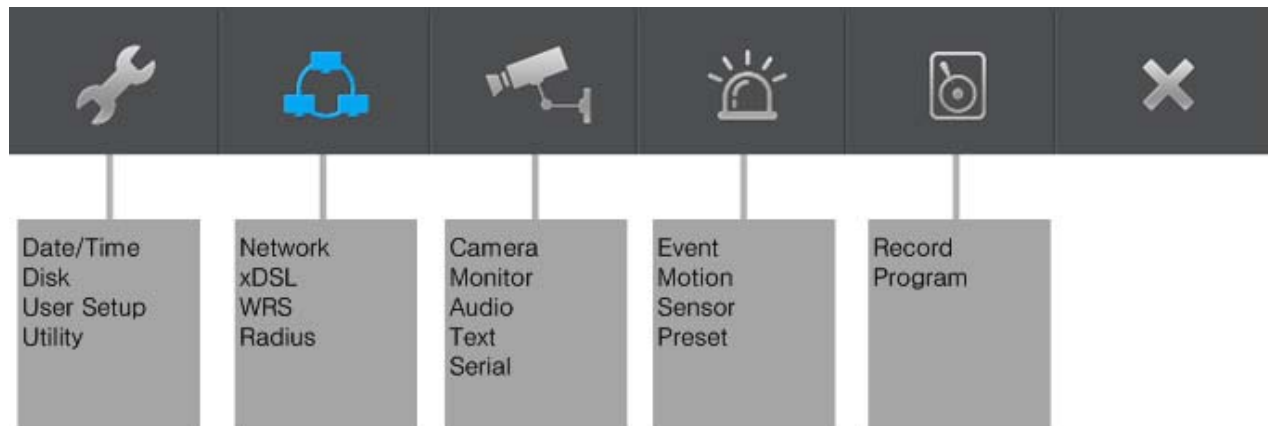 Date/Time
Disk
User Setup
Utility
Network
xDSL
WRS
Radius
Camera
Monitor
Audio
Text
Serial
Event
Motion
Sensor
Preset
Record
Program